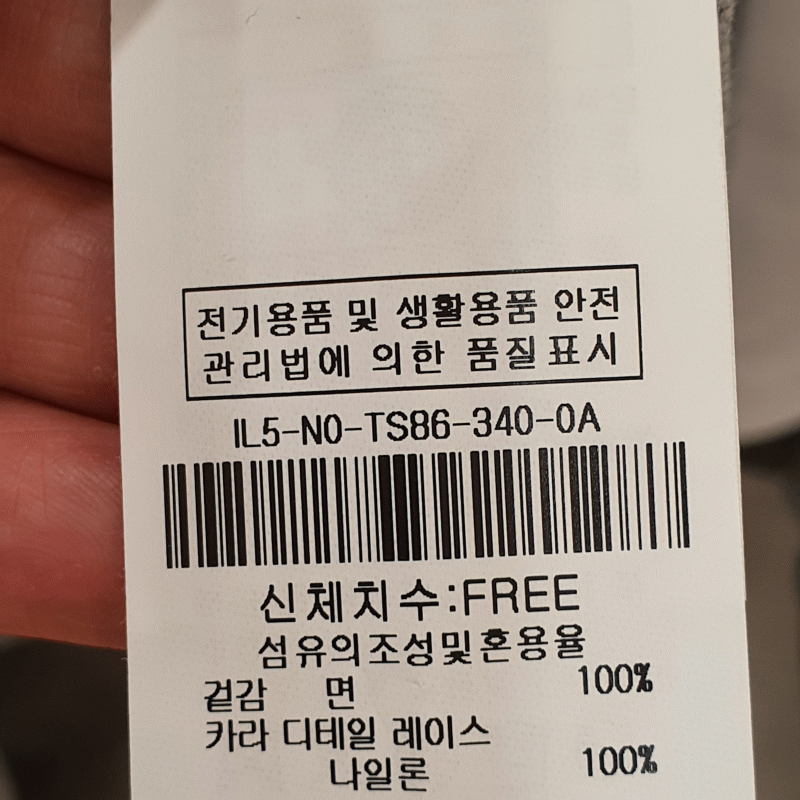 전기용품 및 생활용품 안전
관리법에 의한 품질표시
IL5-N0-TS86-340-0A
신체치수:FREE
섬유의조성및혼용율
겉감 면 100%
카라 디테일 레이스
나일론 100%